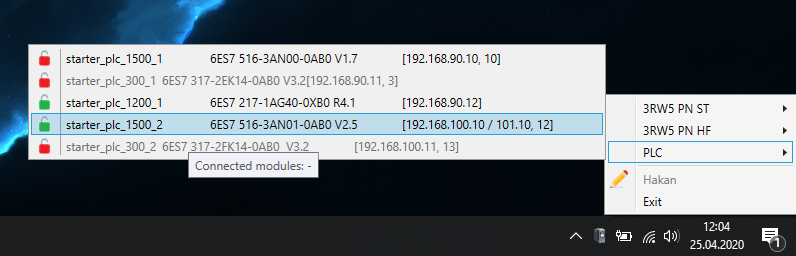 starter_plc_1500_1 6ES7 516-3AN00-0AB0 V1.7 [192.168.90.10, 10]
starter_plc_300_1 6ES7 317-2EK14-0AB0 V3.2[192.168.90.11, 3]
starter_plc_1200_1 6ES7 217-1AG40-0XB0 R4.1 [192.168.90.12]
starter_plc_1500_2 6ES7 516-3AN01-0AB0 V2.5 [192.168.100.10 / 101.10, 12]
starter_plc_300_2 6ES7 317-2FK14-0AB0 V3.2 [192.168.100.11, 13]
Connected modules: -
3RW5 PN ST
3RW5 PN HF
PLC
Hakan
Exit
12:04
25.04.2020
1